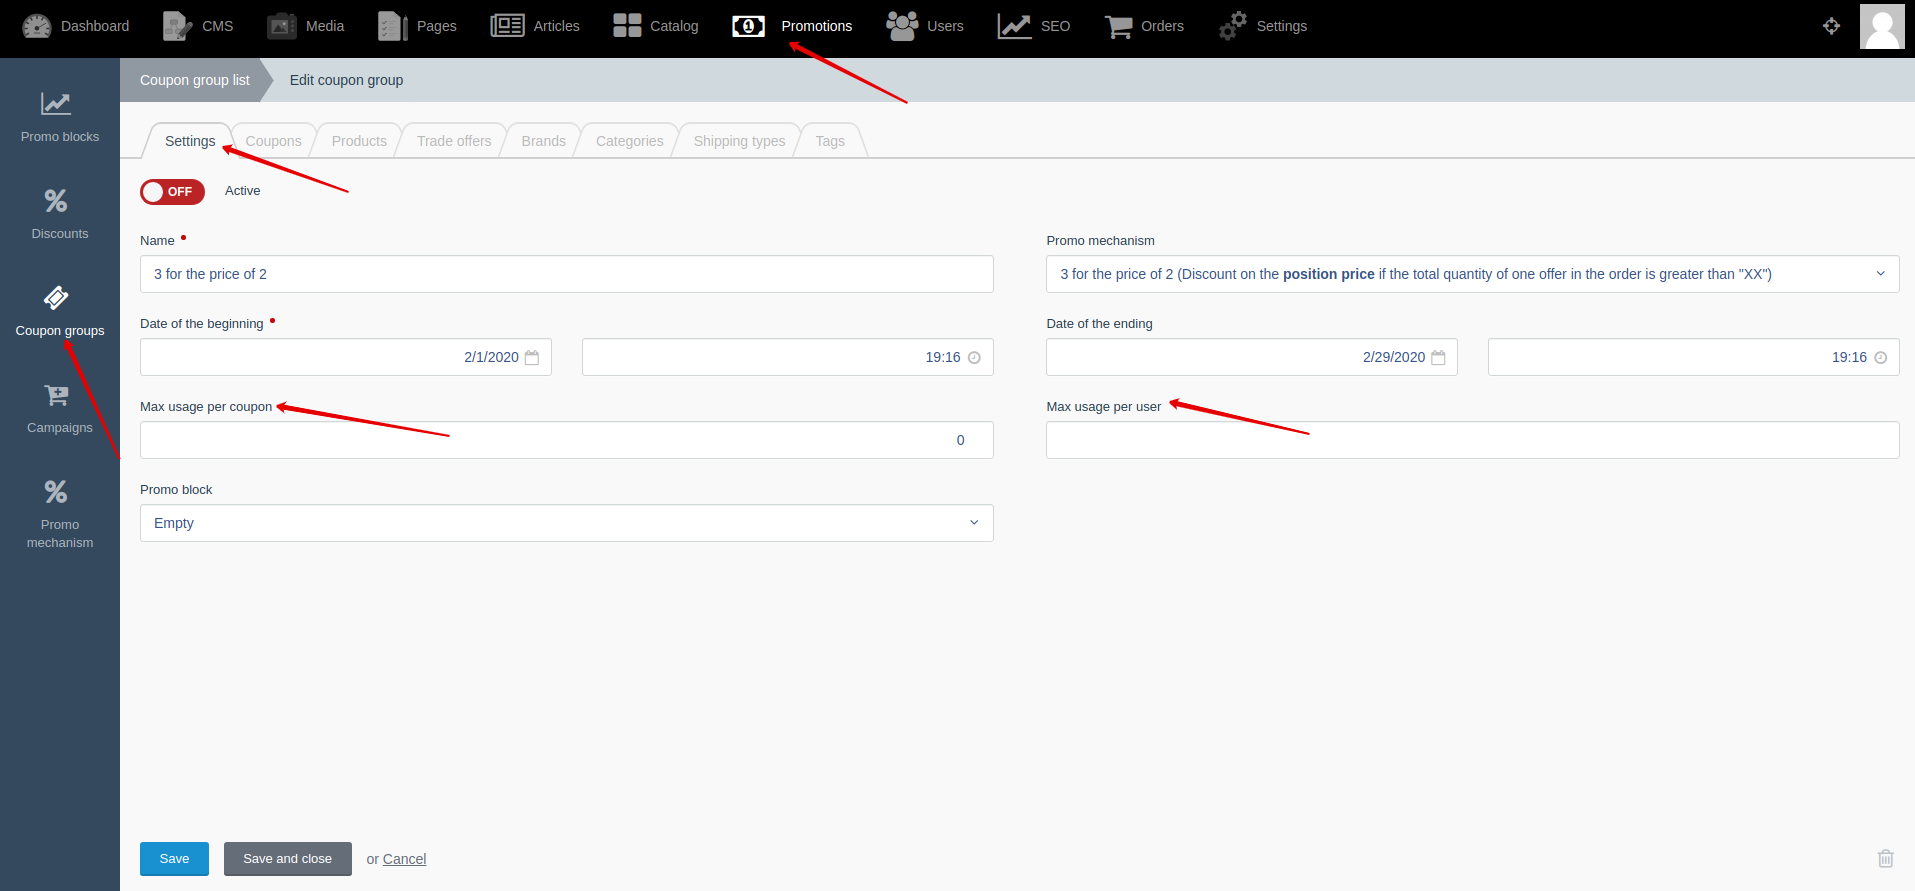 Dashboard CMS Media Pages Articles Catalog Promotions Users SEO Orders Settings
Coupon group list Edit coupon group
Promo blocks
Discounts
Coupon groups
Campaigns
Promo
mechanism
Settings Coupons Products Trade offers Brands Categories Shipping types Tags
OFF Active
Name Promo mechanism
3 for the price of 2 3 for the price of 2 (Discount on the position price if the total quantity of one offer in the order is greater than "XX")
Date of the beginning Date of the ending
2/1/2020 19:16 2/29/2020 19:16
Max usage per coupon Max usage per user
0
Promo block
Empty
Save Save and close or Cancel